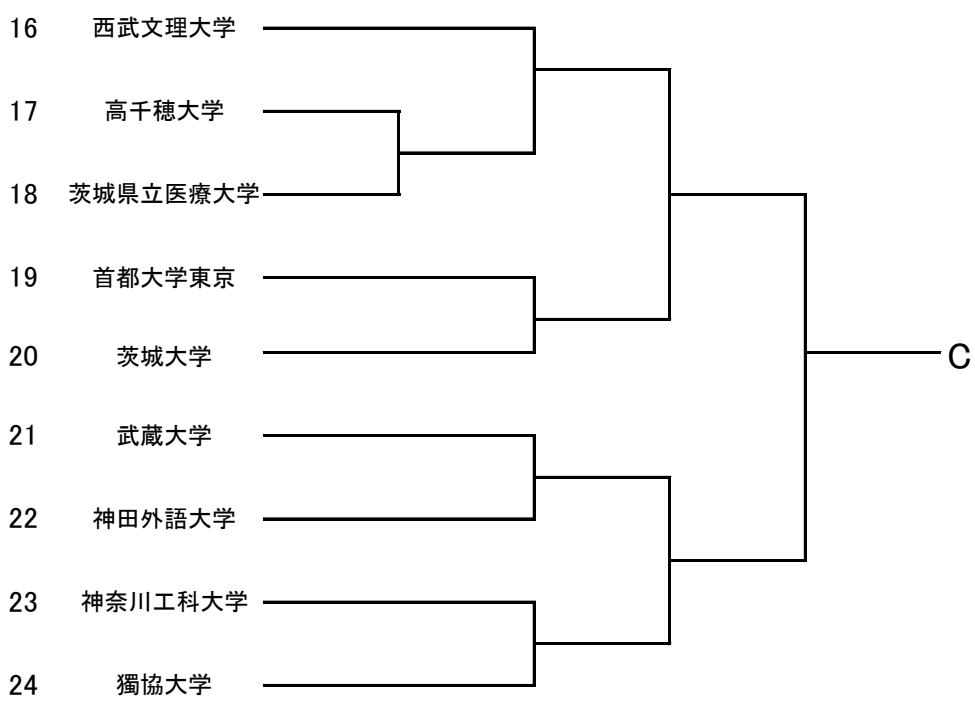 16 西武文理大学
17 高千穂大学
18 茨城県立医療大学
19 首都大学東京
20 茨城大学
C
21 武蔵大学
22 神田外語大学
23 神奈川工科大学
24 獨協大学